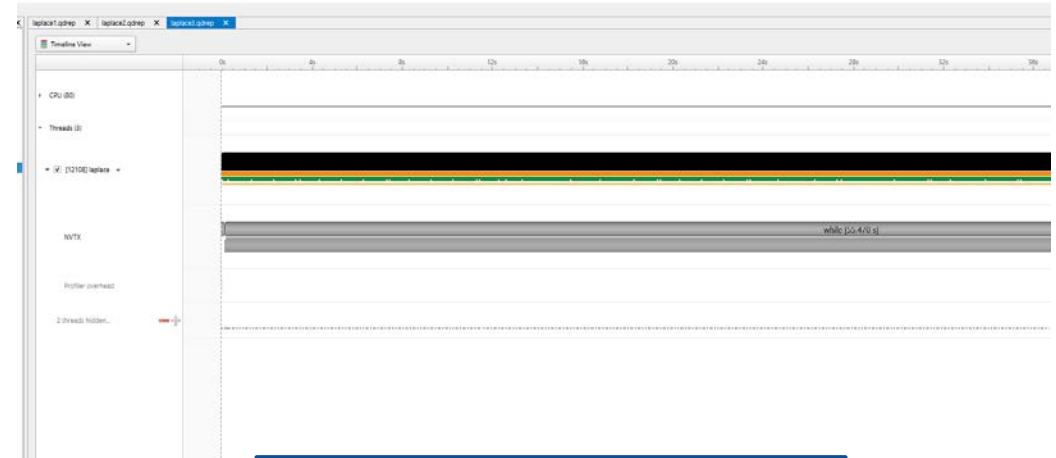 laplace1.qdrep X laplace2.qdrep X laplace3.qdrep X
Timeline View
0s 4s 8s 12s 16s 20s 24s 28s 32s 36s
CPU (80)
Threads (3)
[12108] laplace
NVTX
while [55.470 s]
Profiler overhead
2 threads hidden...